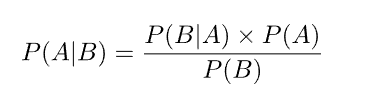 P(A|B) = P(B|A) × P(A) / P(B)